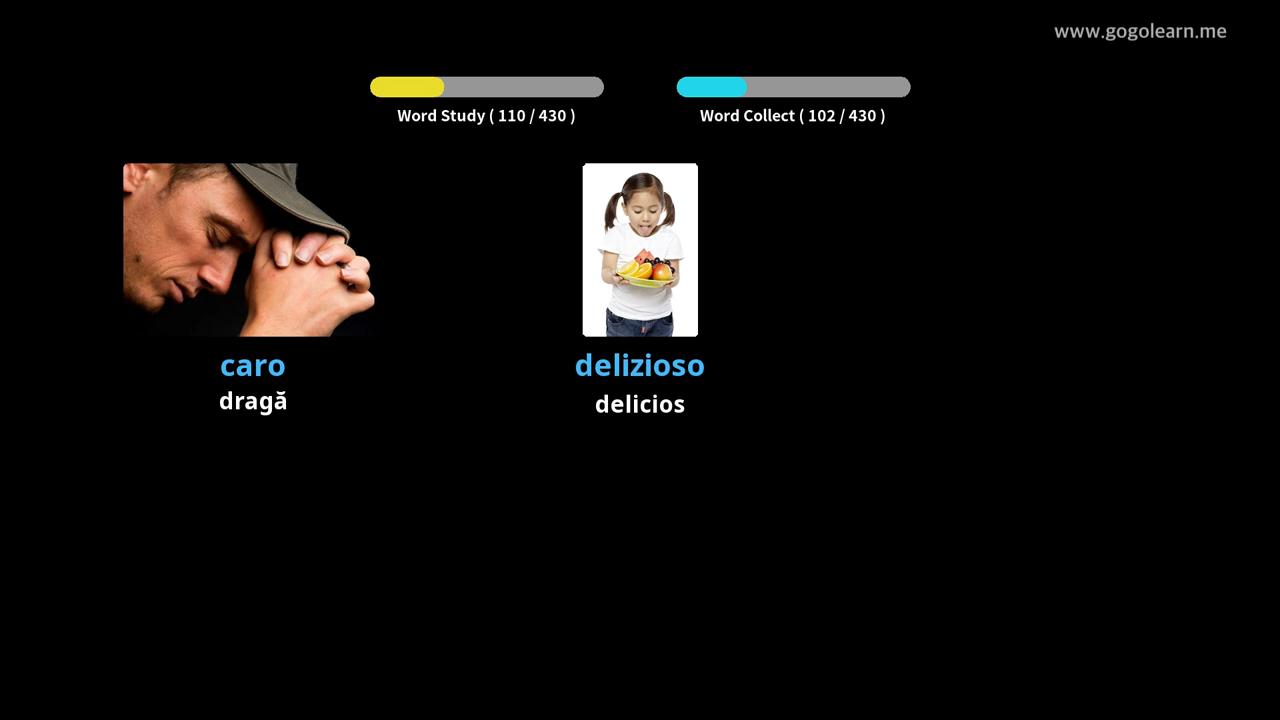 www.gogolearn.me
Word Study ( 110 / 430 )
Word Collect ( 102 / 430 )
caro
dragă
delizioso
delicios